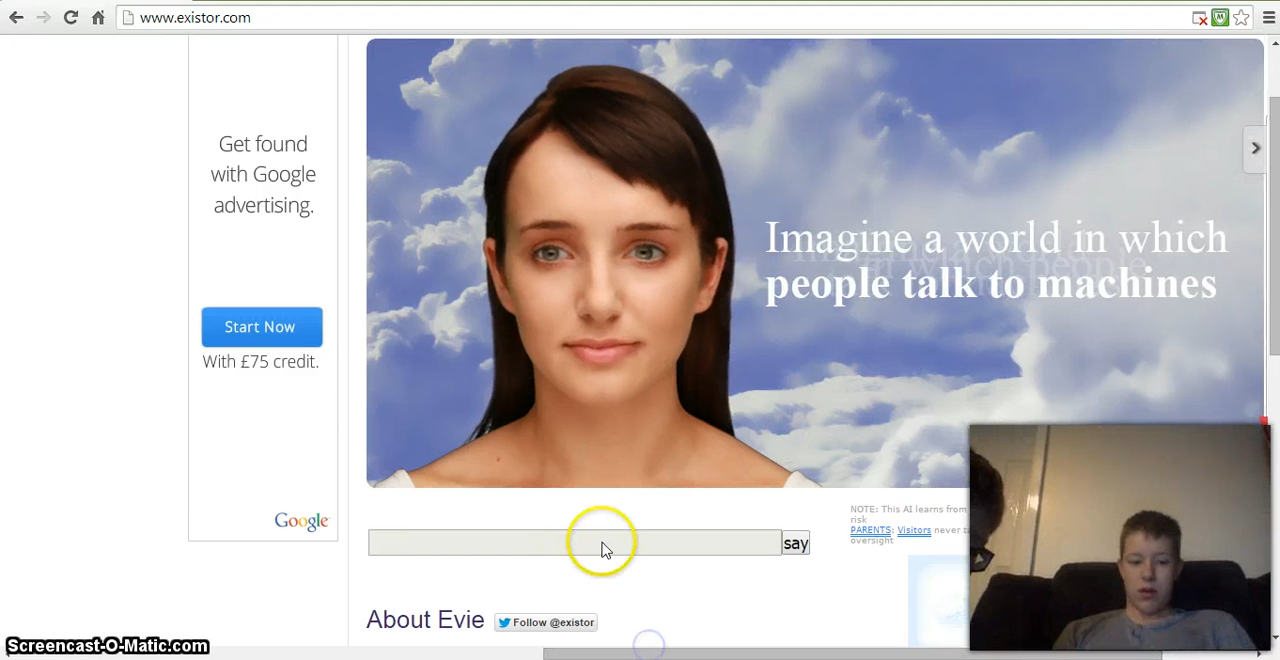 www.existor.com
Get found
with Google
advertising.
Start Now
With £75 credit.
Google
Imagine a world in which
people talk to machines
say
NOTE: This AI learns from
risk
PARENTS: Visitors never
oversight
About Evie
Follow @existor
Screencast-O-Matic.com